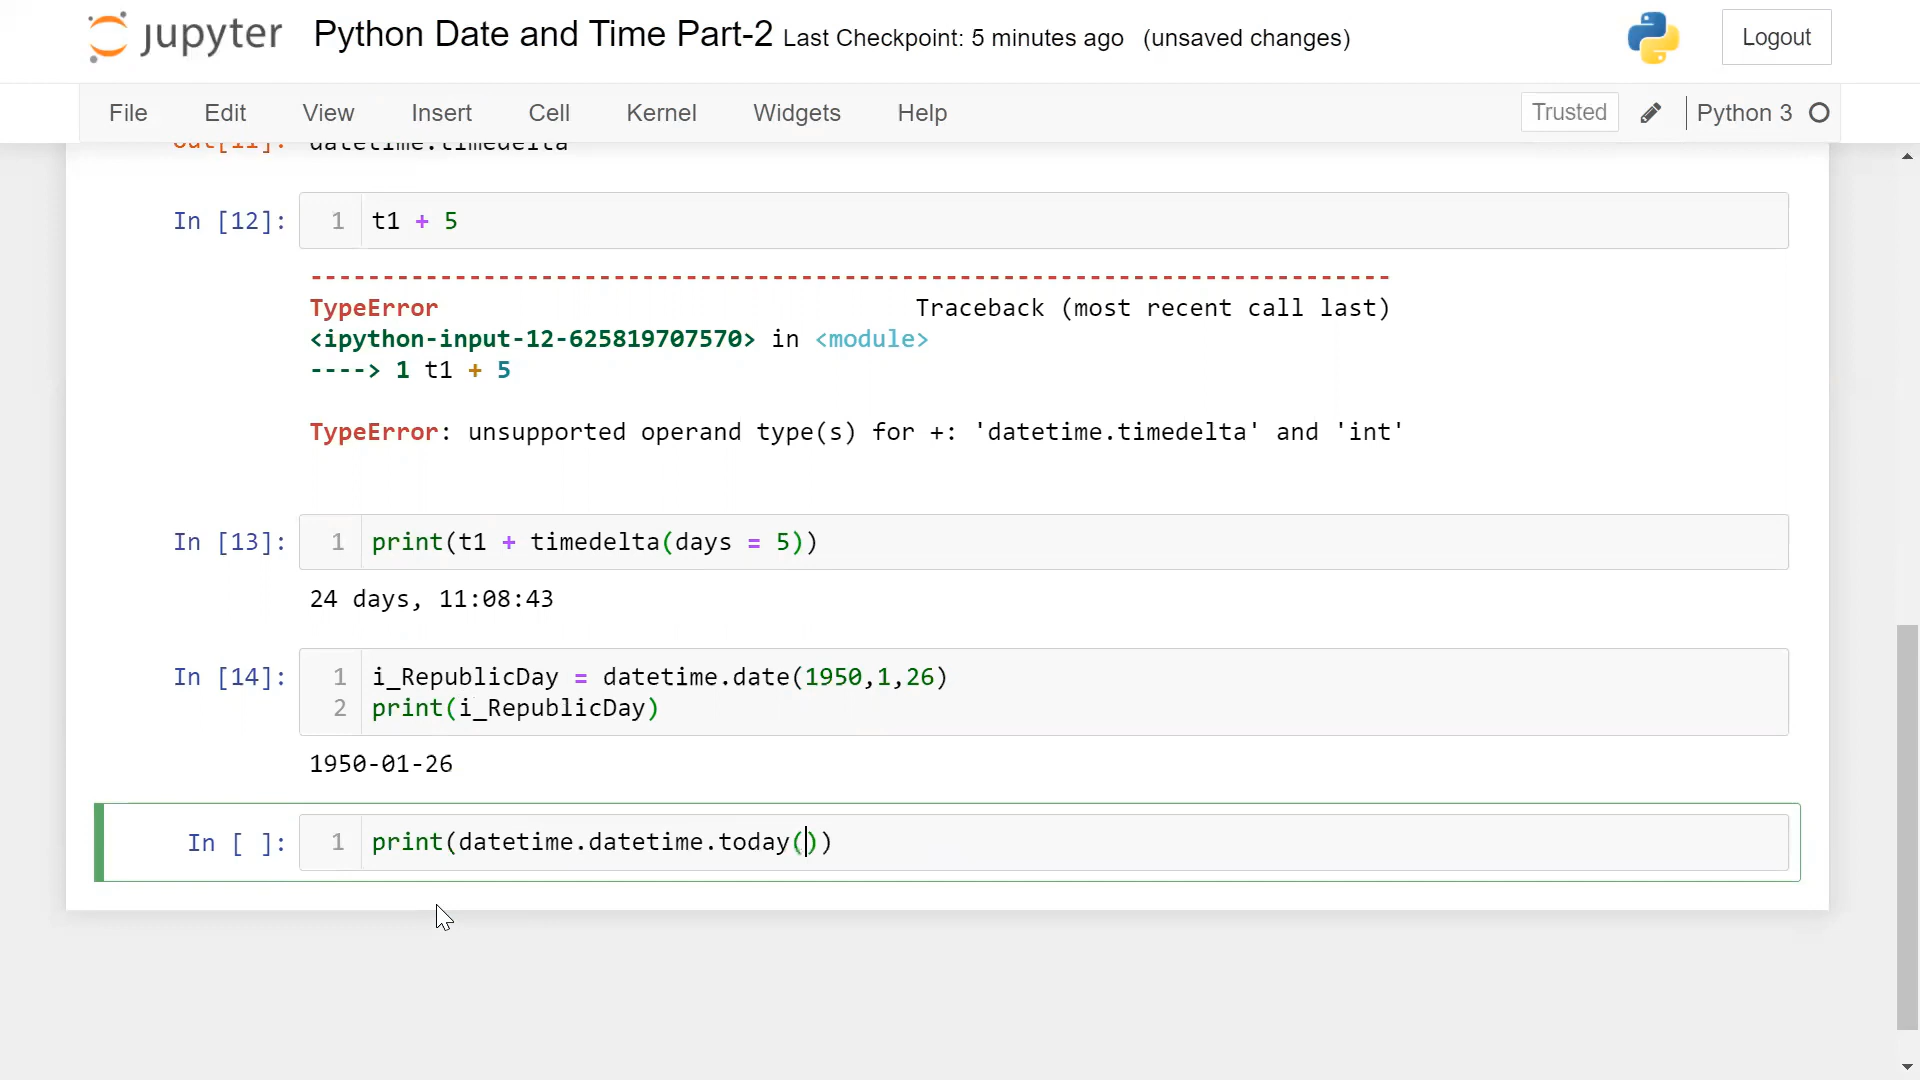 jupyter Python Date and Time Part-2 Last Checkpoint: 5 minutes ago (unsaved changes) Logout
File Edit View Insert Cell Kernel Widgets Help Trusted Python 3
Out[11]: datetime.timedelta
In [12]: 1 t1 + 5
---------------------------------------------------------------------------
TypeError Traceback (most recent call last)
<ipython-input-12-625819707570> in <module>
----> 1 t1 + 5
TypeError: unsupported operand type(s) for +: 'datetime.timedelta' and 'int'
In [13]: 1 print(t1 + timedelta(days = 5))
24 days, 11:08:43
In [14]: 1 i_RepublicDay = datetime.date(1950,1,26)
2 print(i_RepublicDay)
1950-01-26
In [ ]: 1 print(datetime.datetime.today())